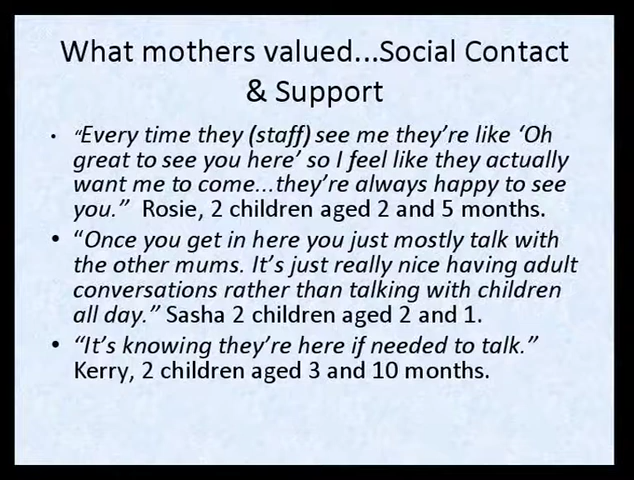 What mothers valued...Social Contact
& Support
• “Every time they (staff) see me they’re like ‘Oh
great to see you here’ so I feel like they actually
want me to come...they’re always happy to see
you.” Rosie, 2 children aged 2 and 5 months.
• “Once you get in here you just mostly talk with
the other mums. It’s just really nice having adult
conversations rather than talking with children
all day.” Sasha 2 children aged 2 and 1.
• “It’s knowing they’re here if needed to talk.”
Kerry, 2 children aged 3 and 10 months.